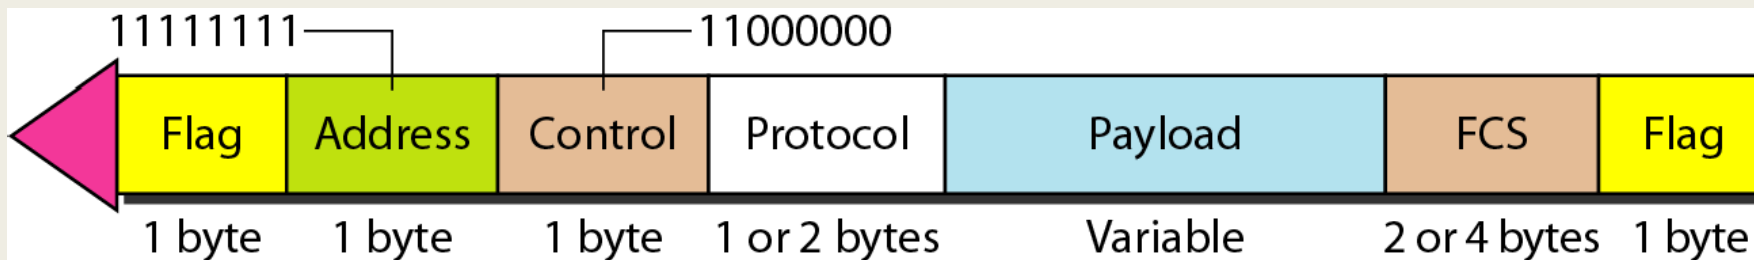 11111111 11000000
Flag Address Control Protocol Payload FCS Flag
1 byte 1 byte 1 byte 1 or 2 bytes Variable 2 or 4 bytes 1 byte